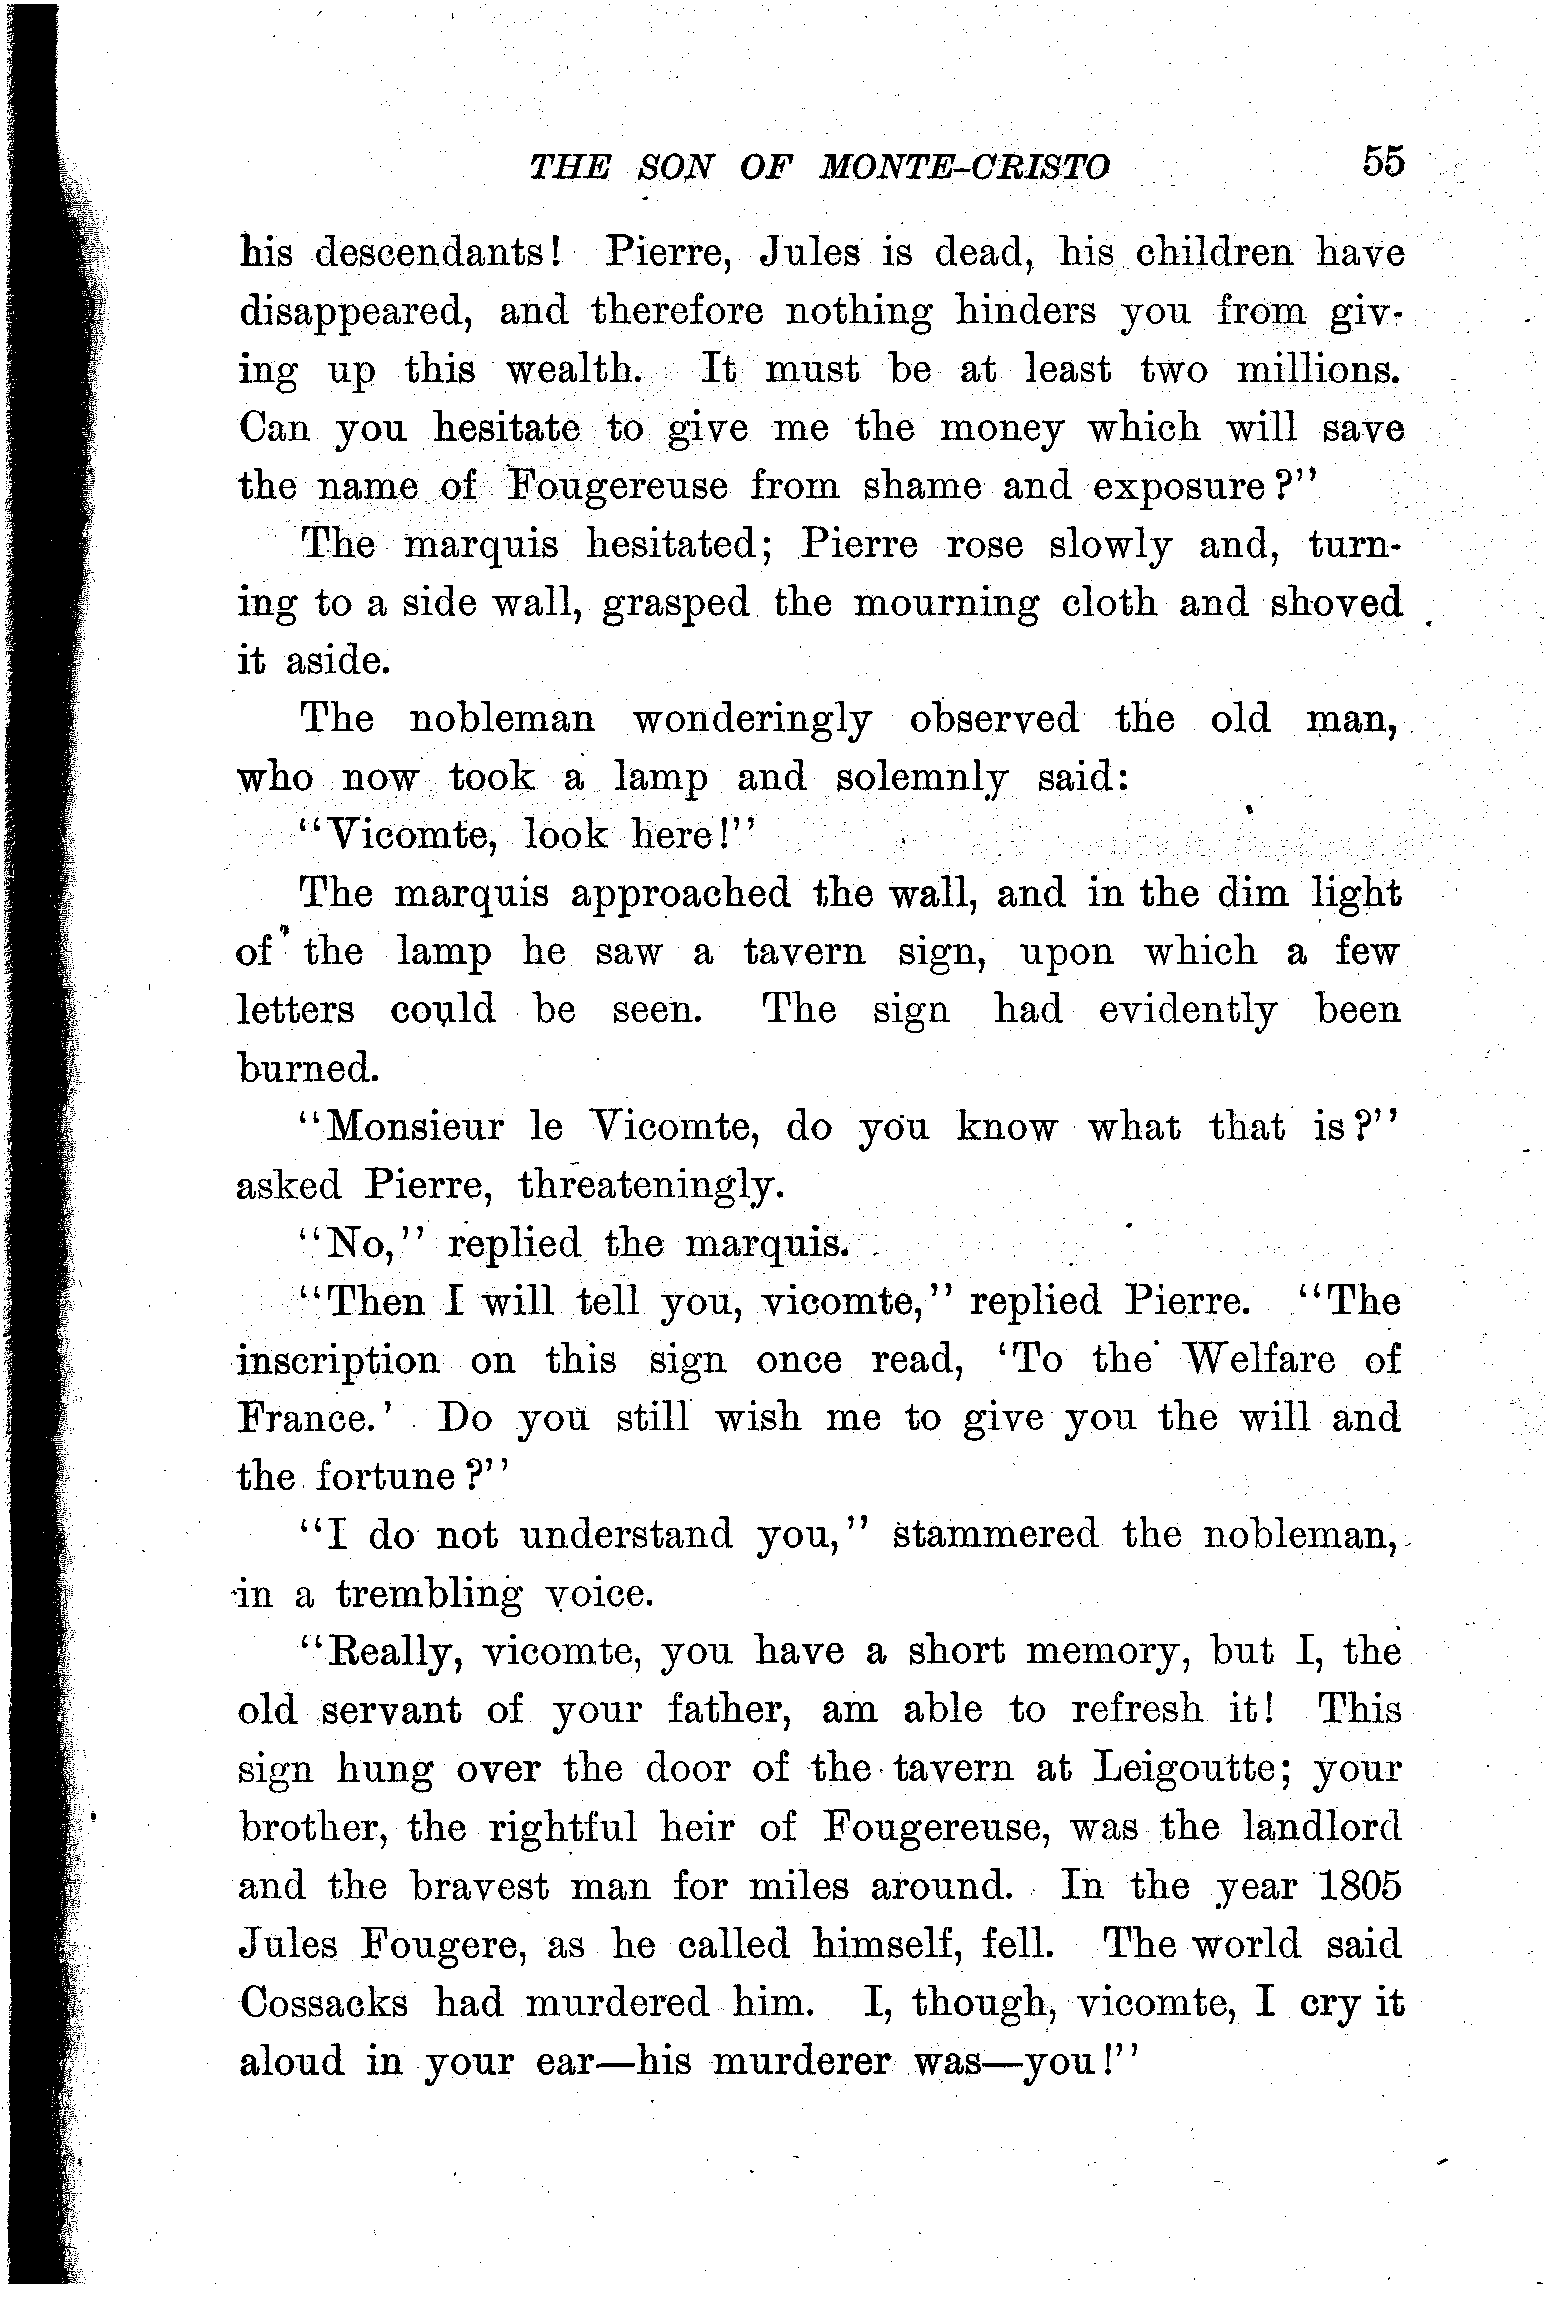 THE SON OF MONTE-CRISTO 55
his descendants! Pierre, Jules is dead, his children have
disappeared, and therefore nothing hinders you from giv-
ing up this wealth. It must be at least two millions.
Can you hesitate to give me the money which will save
the name of Fougereuse from shame and exposure?"
The marquis hesitated; Pierre rose slowly and, turn-
ing to a side wall, grasped the mourning cloth and shoved
it aside.
The nobleman wonderingly observed the old man,
who now took a lamp and solemnly said:
"Vicomte, look here!"
The marquis approached the wall, and in the dim light
of the lamp he saw a tavern sign, upon which a few
letters could be seen. The sign had evidently been
burned.
"Monsieur le Vicomte, do you know what that is?"
asked Pierre, threateningly.
"No," replied the marquis.
"Then I will tell you, vicomte," replied Pierre. "The
inscription on this sign once read, 'To the Welfare of
France.' Do you still wish me to give you the will and
the fortune?"
"I do not understand you," stammered the nobleman,
in a trembling voice.
"Really, vicomte, you have a short memory, but I, the
old servant of your father, am able to refresh it! This
sign hung over the door of the tavern at Leigoutte; your
brother, the rightful heir of Fougereuse, was the landlord
and the bravest man for miles around. In the year 1805
Jules Fougere, as he called himself, fell. The world said
Cossacks had murdered him. I, though, vicomte, I cry it
aloud in your ear—his murderer was—you!"